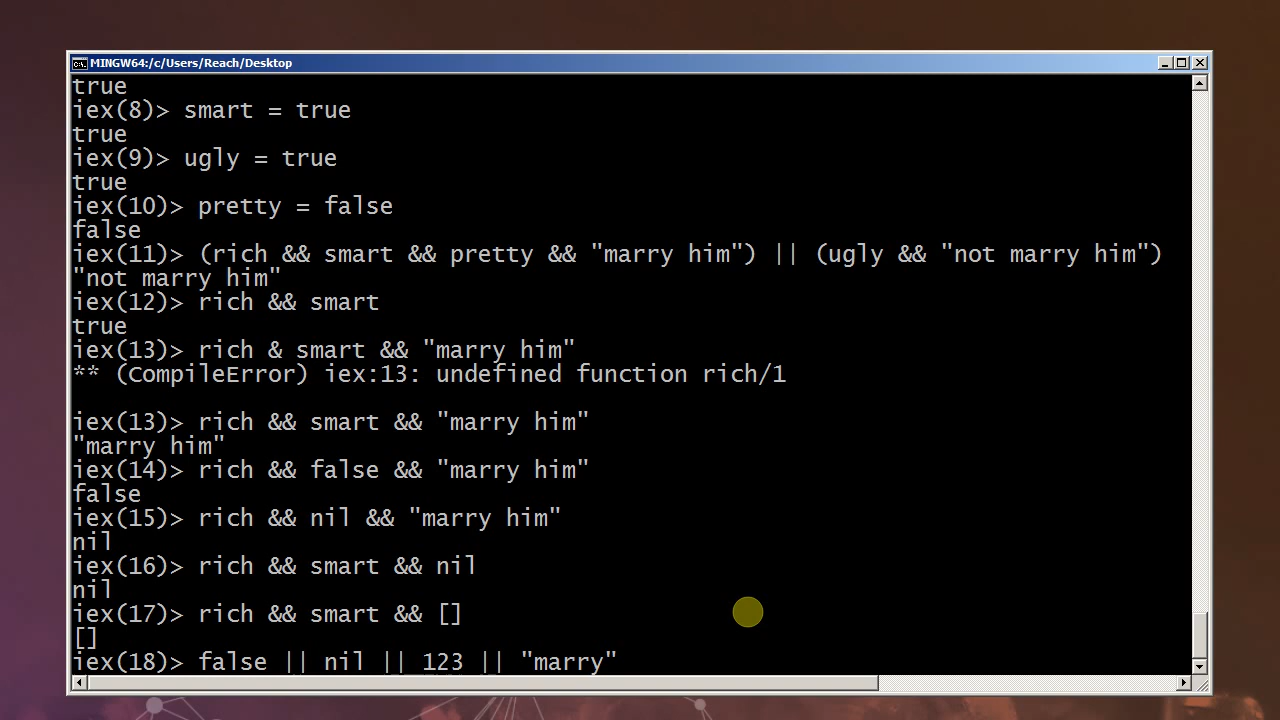 MINGW64:/c/Users/Reach/Desktop
true
iex(8)> smart = true
true
iex(9)> ugly = true
true
iex(10)> pretty = false
false
iex(11)> (rich && smart && pretty && "marry him") || (ugly && "not marry him")
"not marry him"
iex(12)> rich && smart
true
iex(13)> rich & smart && "marry him"
** (CompileError) iex:13: undefined function rich/1
iex(13)> rich && smart && "marry him"
"marry him"
iex(14)> rich && false && "marry him"
false
iex(15)> rich && nil && "marry him"
nil
iex(16)> rich && smart && nil
nil
iex(17)> rich && smart && []
[]
iex(18)> false || nil || 123 || "marry"